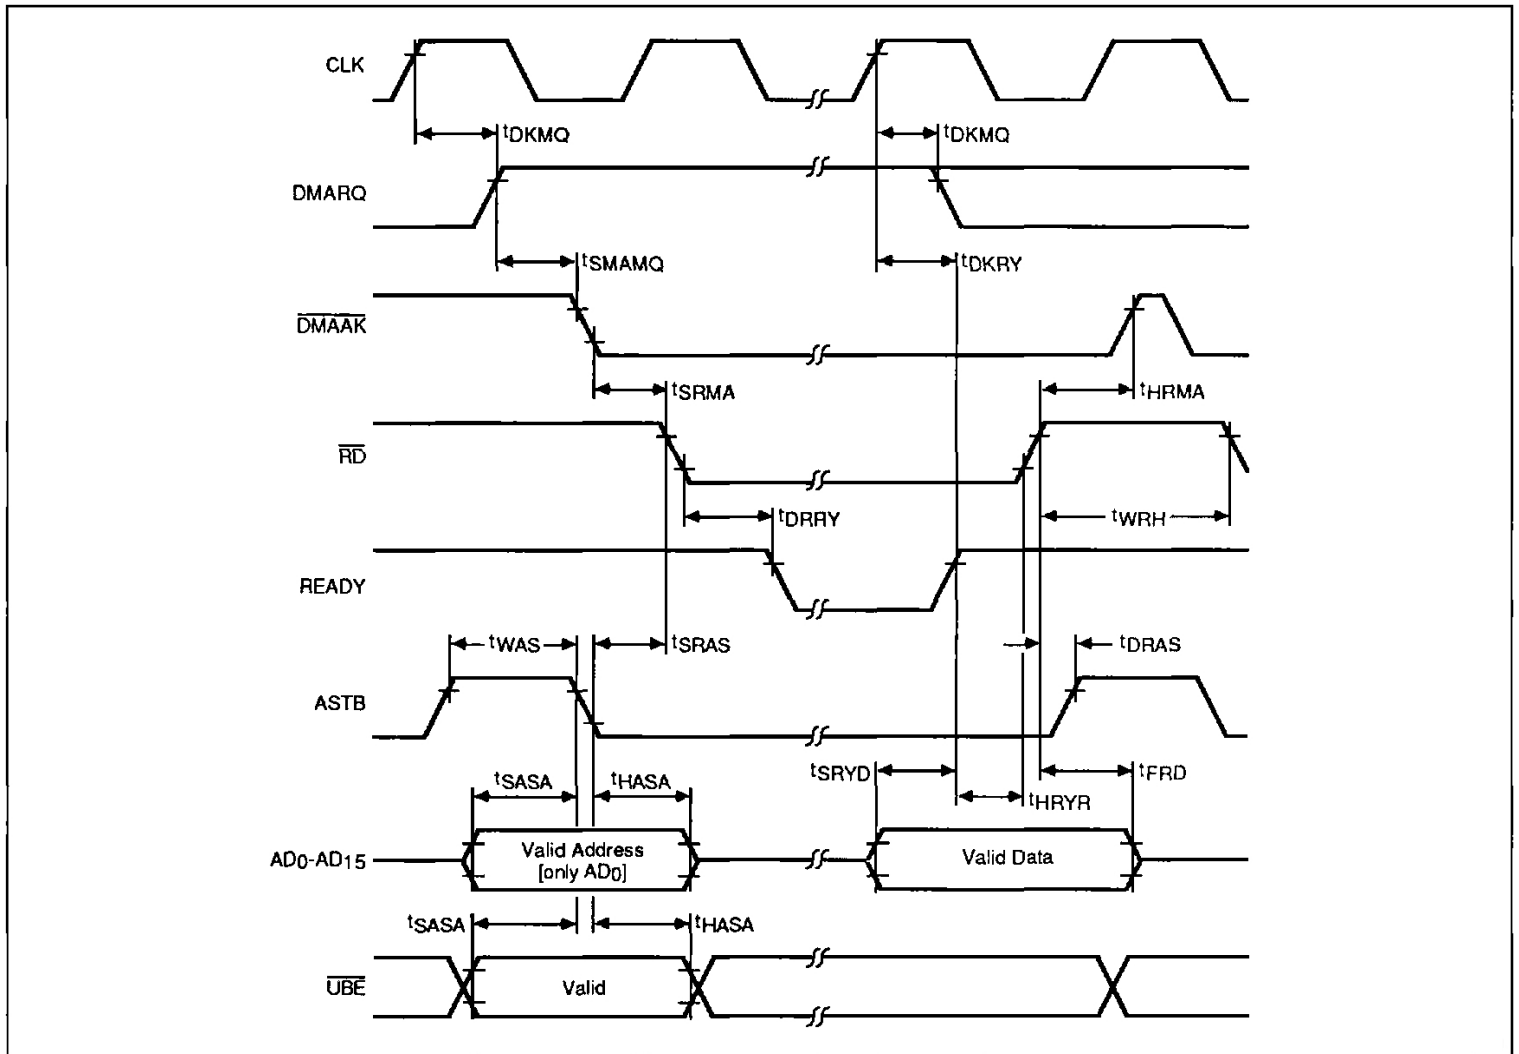 CLK
tDKMQ
tDKMQ
DMARQ
tSMAMQ
tDKRY
DMAAK
tSRMA
tHRMA
RD
tDRRY
tWRH
READY
tWAS
tSRAS
tDRAS
ASTB
tSASA
tHASA
tSRYD
tFRD
tHRYR
AD0-AD15
Valid Address
[only AD0]
Valid Data
tSASA
tHASA
UBE
Valid